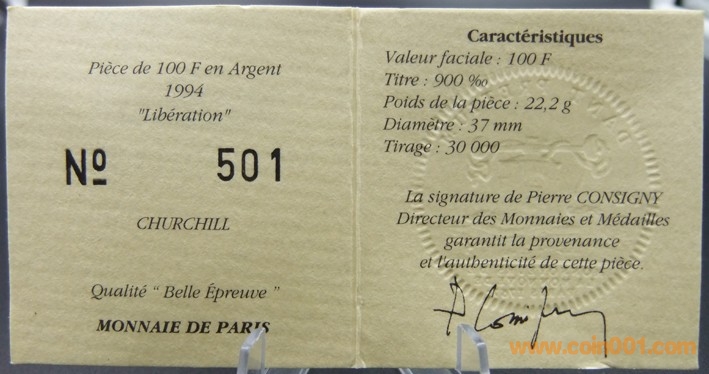 Pièce de 100 F en Argent
1994
"Libération"
Nº 501
CHURCHILL
Qualité “ Belle Épreuve ”
MONNAIE DE PARIS
Caractéristiques
Valeur faciale : 100 F
Titre : 900 ‰
Poids de la pièce : 22,2 g
Diamètre : 37 mm
Tirage : 30 000
La signature de Pierre CONSIGNY
Directeur des Monnaies et Médailles
garantit la provenance
et l'authenticité de cette pièce.
www.coin001.com